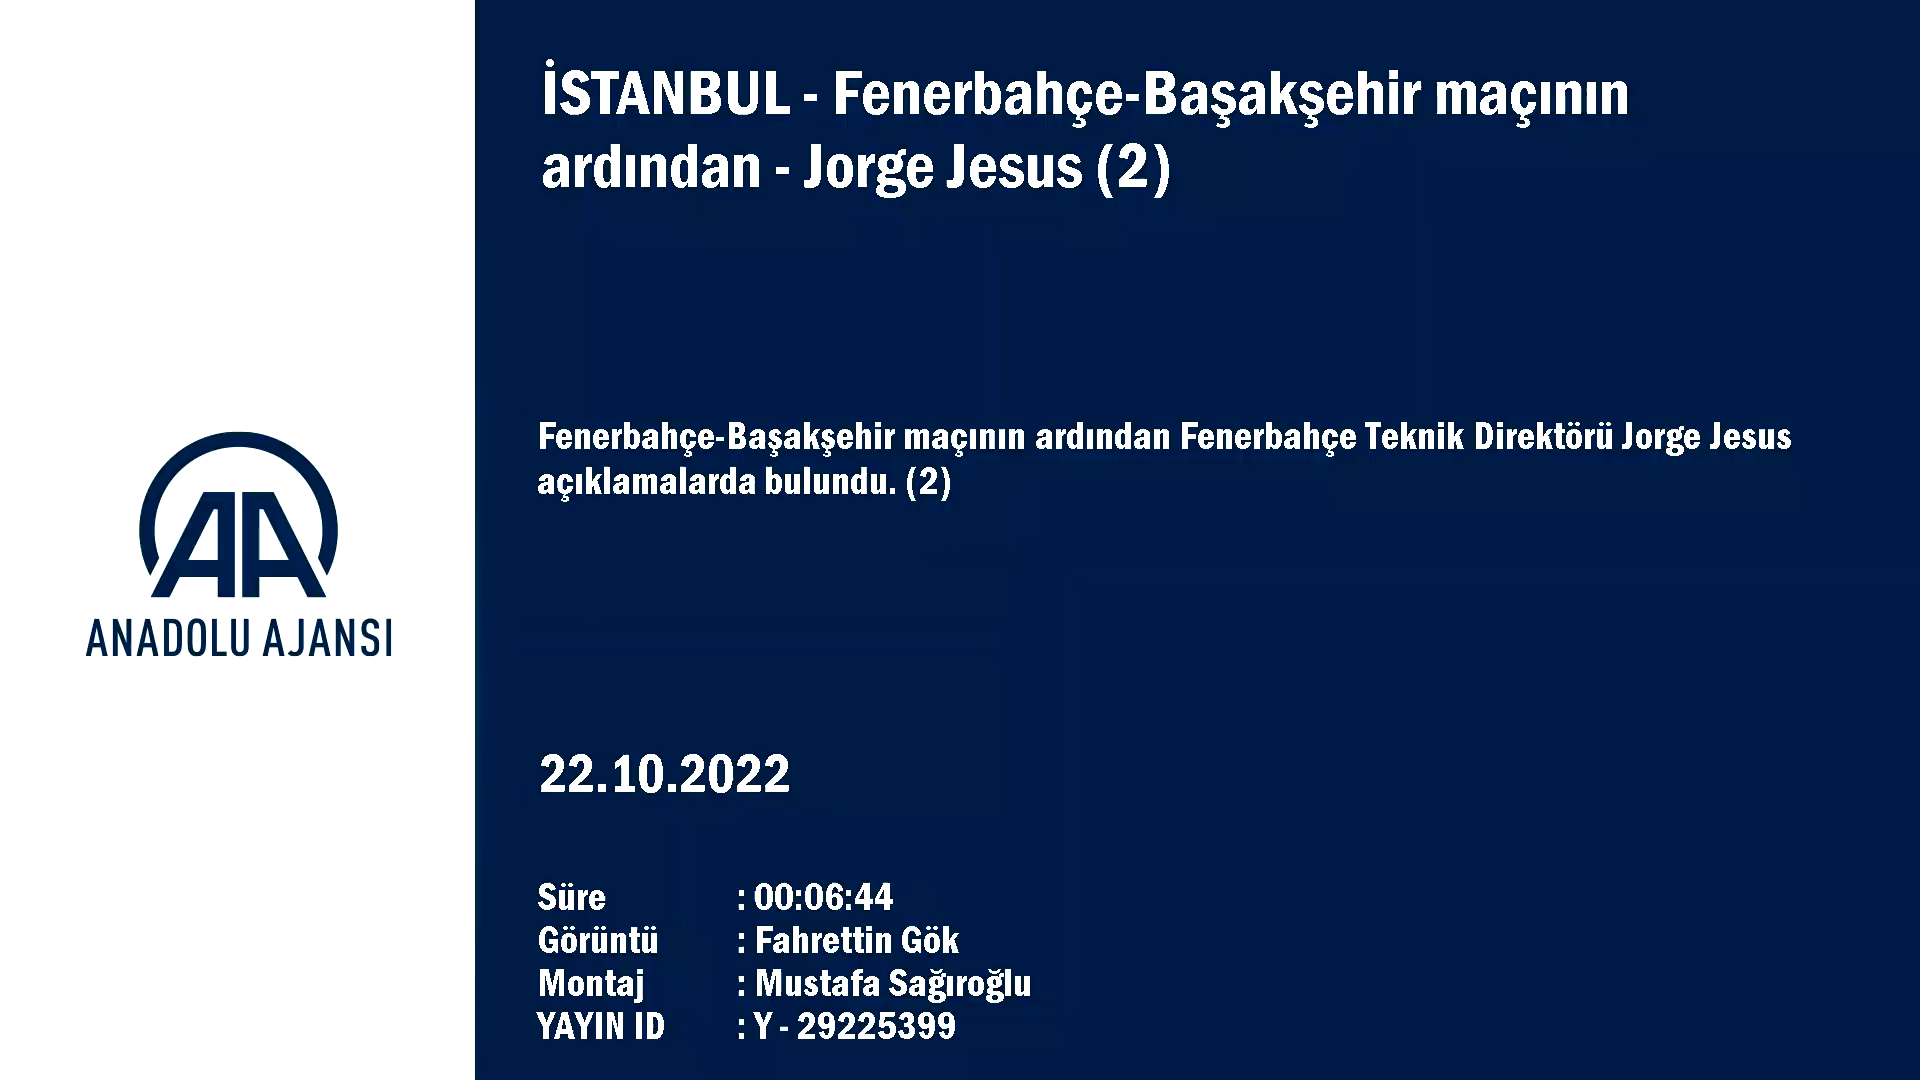 İSTANBUL - Fenerbahçe-Başakşehir maçının
ardından - Jorge Jesus (2)
Fenerbahçe-Başakşehir maçının ardından Fenerbahçe Teknik Direktörü Jorge Jesus
açıklamalarda bulundu. (2)
AA
ANADOLU AJANSI
22.10.2022
Süre : 00:06:44
Görüntü : Fahrettin Gök
Montaj : Mustafa Sağıroğlu
YAYIN ID : Y - 29225399